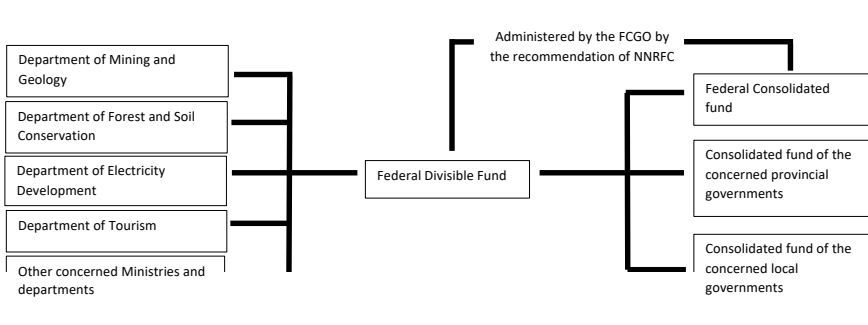 Administered by the FCGO by
the recommendation of NNRFC
Department of Mining and
Geology
Department of Forest and Soil
Conservation
Department of Electricity
Development
Department of Tourism
Other concerned Ministries and
departments
Federal Divisible Fund
Federal Consolidated
fund
Consolidated fund of the
concerned provincial
governments
Consolidated fund of the
concerned local
governments